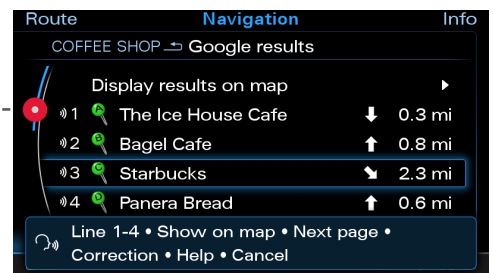 Route Navigation Info
COFFEE SHOP Google results
Display results on map
1 A The Ice House Cafe 0.3 mi
2 B Bagel Cafe 0.8 mi
3 C Starbucks 2.3 mi
4 D Panera Bread 0.6 mi
Line 1-4 • Show on map • Next page •
Correction • Help • Cancel